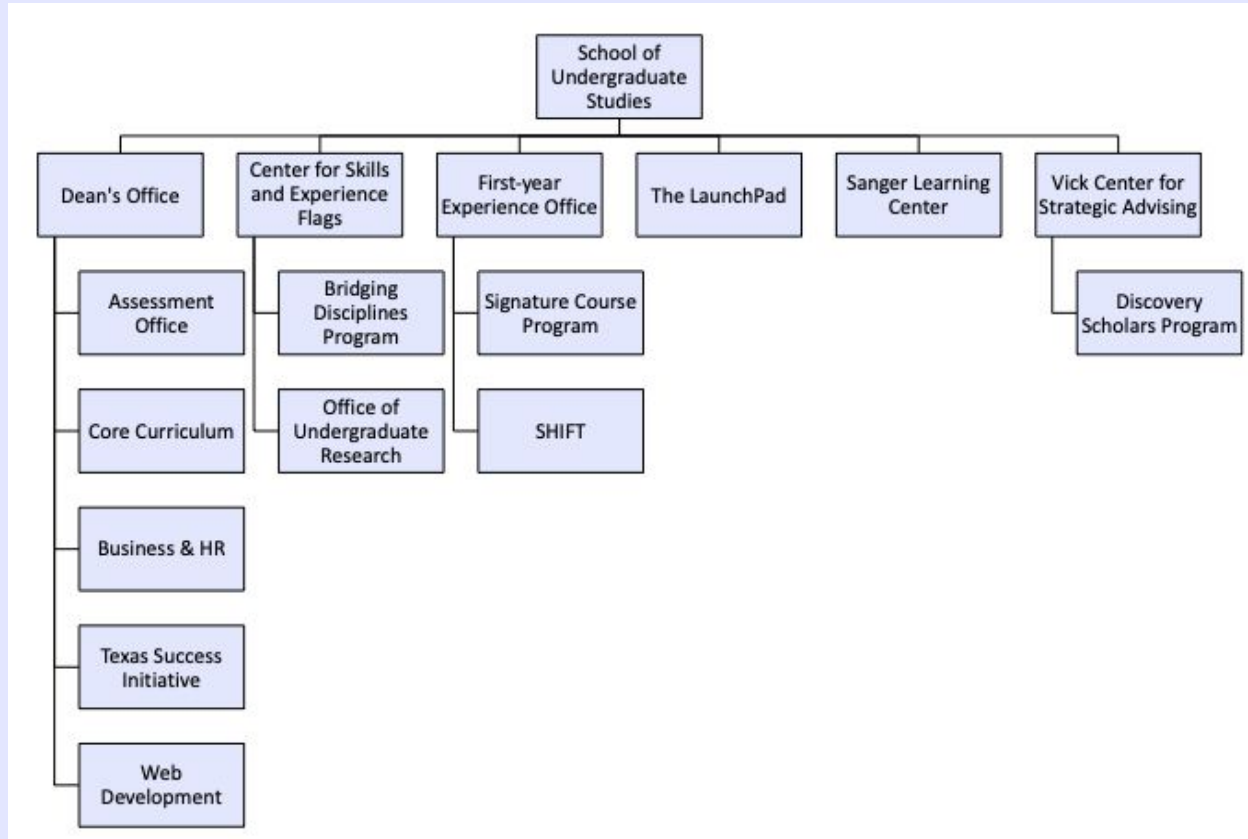 School of
Undergraduate
Studies
Dean's Office
Center for Skills
and Experience
Flags
First-year
Experience Office
The LaunchPad
Sanger Learning
Center
Vick Center for
Strategic Advising
Assessment
Office
Bridging
Disciplines
Program
Signature Course
Program
Discovery
Scholars Program
Core Curriculum
Office of
Undergraduate
Research
SHIFT
Business & HR
Texas Success
Initiative
Web
Development